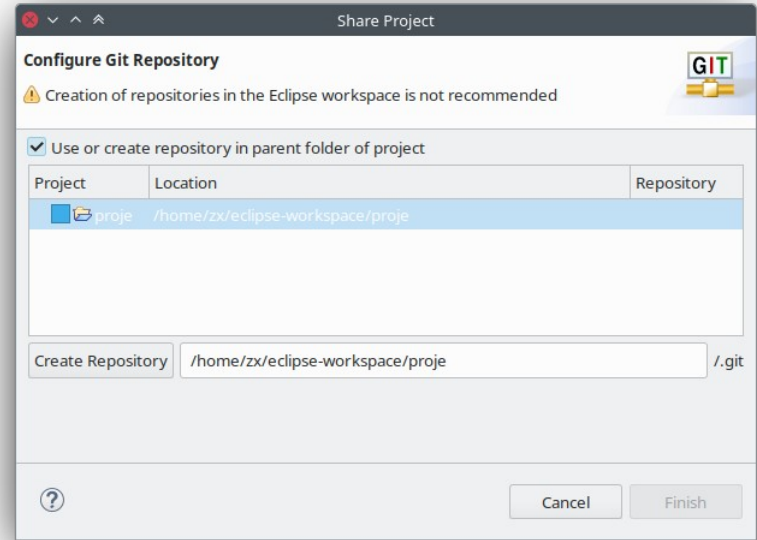 Share Project
Configure Git Repository
GIT
Creation of repositories in the Eclipse workspace is not recommended
Use or create repository in parent folder of project
Project Location Repository
proje /home/zx/eclipse-workspace/proje
Create Repository /home/zx/eclipse-workspace/proje /.git
? Cancel Finish